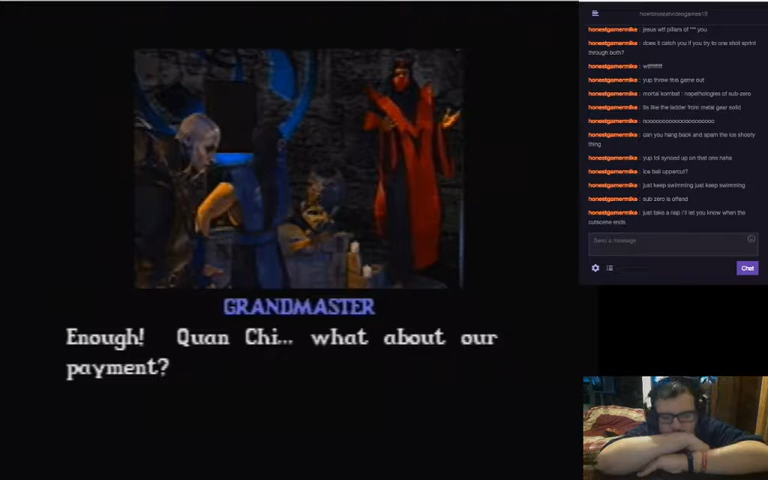 GRANDMASTER
Enough! Quan Chi... what about our
payment?
honestgamermike : jesus wtf pillars of *** you
honestgamermike : does it catch you if you try to one shot sprint
through both?
honestgamermike : yup throw this game out
honestgamermike : mortal kombat : napathologies of sub-zero
honestgamermike : its like the ladder from metal gear solid
honestgamermike :
honestgamermike : can you hang back and spam the ice shooty
thing
honestgamermike : yup lol synced up on that one haha
honestgamermike : ice ball uppercut?
honestgamermike : just keep swimming just keep swimming
honestgamermike : sub zero is offend
honestgamermike : just take a nap i'll let you know when the
cutscene ends
Send a message
Chat